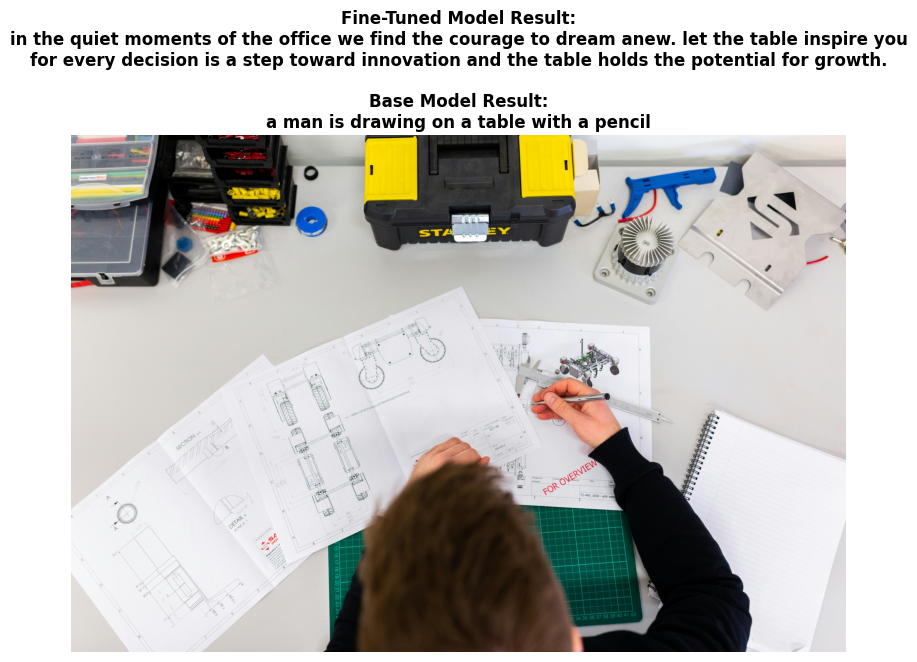 Fine-Tuned Model Result:
in the quiet moments of the office we find the courage to dream anew. let the table inspire you
for every decision is a step toward innovation and the table holds the potential for growth.
Base Model Result:
a man is drawing on a table with a pencil
STANLEY
FOR OVERVIEW
SECTION
DETAIL